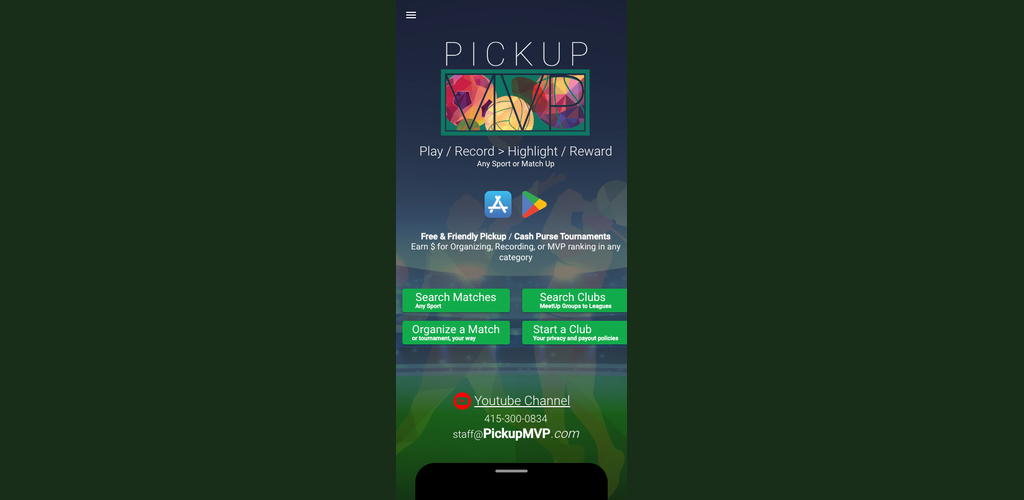 PICKUP
MVP
Play / Record > Highlight / Reward
Any Sport or Match Up
Free & Friendly Pickup / Cash Purse Tournaments
Earn $ for Organizing, Recording, or MVP ranking in any
category
Search Matches
Any Sport
Search Clubs
MeetUp Groups to Leagues
Organize a Match
or tournament, your way
Start a Club
Your privacy and payout policies
Youtube Channel
415-300-0834
staff@PickupMVP.com